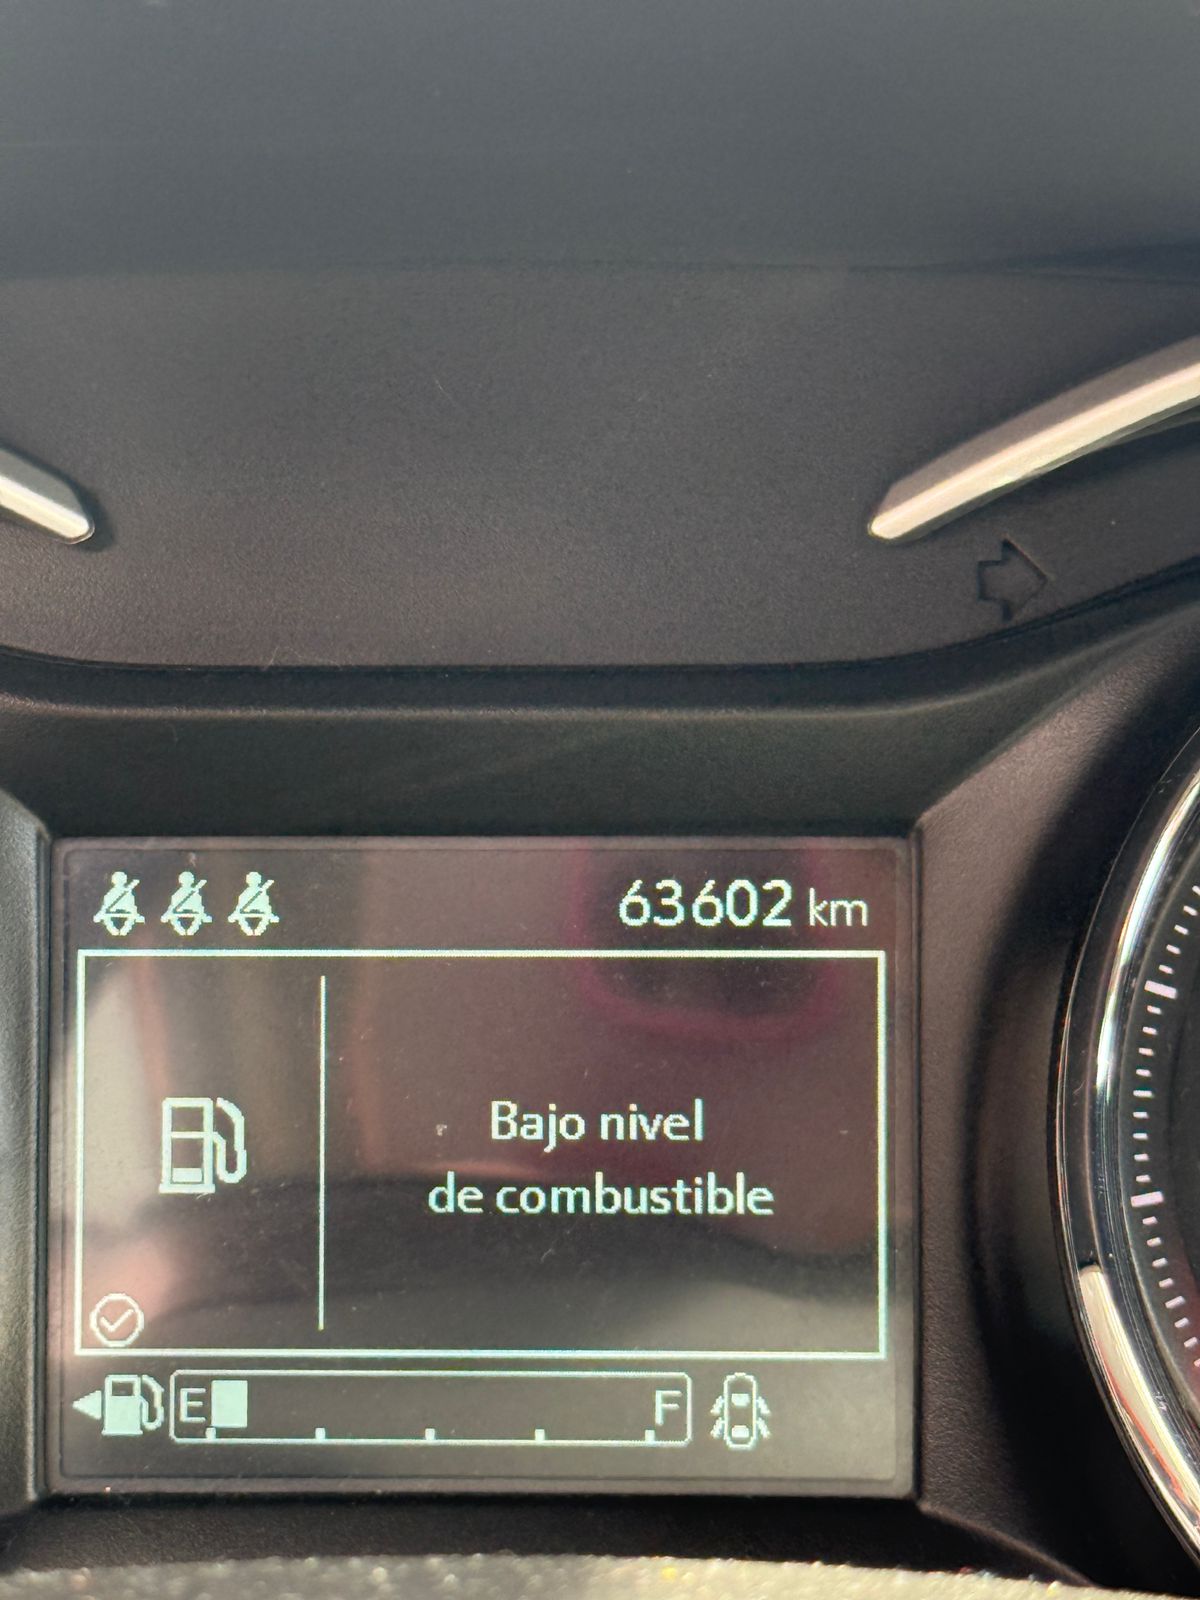 63602 km
Bajo nivel
de combustible
E F